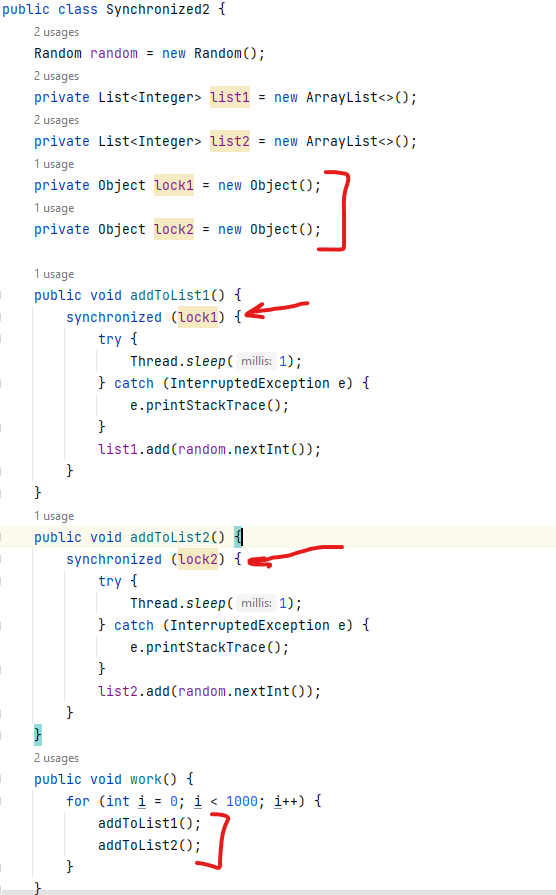 public class Synchronized2 {
2 usages
Random random = new Random();
2 usages
private List<Integer> list1 = new ArrayList<>();
2 usages
private List<Integer> list2 = new ArrayList<>();
1 usage
private Object lock1 = new Object();
1 usage
private Object lock2 = new Object();
1 usage
public void addToList1() {
synchronized (lock1) {
try {
Thread.sleep( millis: 1);
} catch (InterruptedException e) {
e.printStackTrace();
}
list1.add(random.nextInt());
}
}
1 usage
public void addToList2() {
synchronized (lock2) {
try {
Thread.sleep( millis: 1);
} catch (InterruptedException e) {
e.printStackTrace();
}
list2.add(random.nextInt());
}
}
2 usages
public void work() {
for (int i = 0; i < 1000; i++) {
addToList1();
addToList2();
}
}